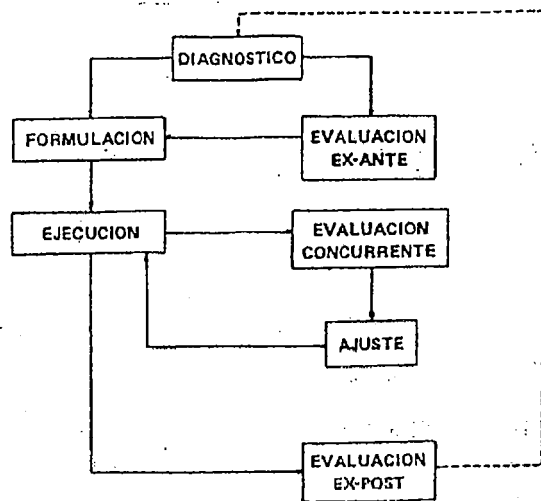 DIAGNOSTICO
FORMULACION
EVALUACION
EX-ANTE
EJECUCION
EVALUACION
CONCURRENTE
AJUSTE
EVALUACION
EX-POST